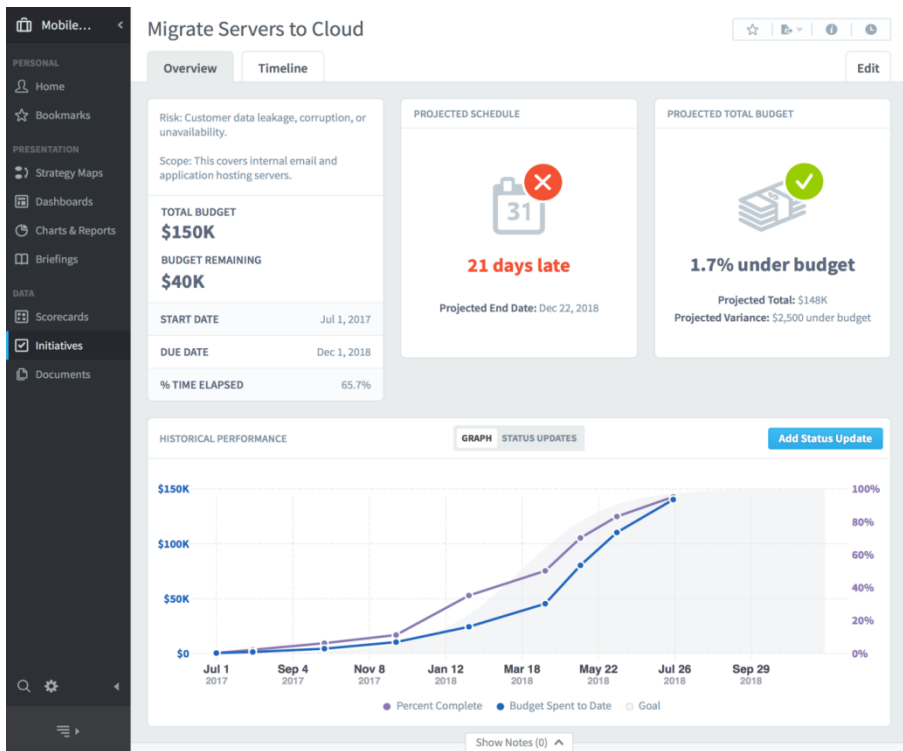 Mobile...
PERSONAL
Home
Bookmarks
PRESENTATION
Strategy Maps
Dashboards
Charts & Reports
Briefings
DATA
Scorecards
Initiatives
Documents
Migrate Servers to Cloud
Overview
Timeline
Edit
Risk: Customer data leakage, corruption, or
unavailability.
Scope: This covers internal email and
application hosting servers.
TOTAL BUDGET
$150K
BUDGET REMAINING
$40K
START DATE Jul 1, 2017
DUE DATE Dec 1, 2018
% TIME ELAPSED 65.7%
PROJECTED SCHEDULE
31
21 days late
Projected End Date: Dec 22, 2018
PROJECTED TOTAL BUDGET
1.7% under budget
Projected Total: $148K
Projected Variance: $2,500 under budget
HISTORICAL PERFORMANCE
GRAPH STATUS UPDATES
Add Status Update
$150K
$100K
$50K
$0
100%
80%
60%
40%
20%
0%
Jul 1 Sep 4 Nov 8 Jan 12 Mar 18 May 22 Jul 26 Sep 29
2017 2017 2017 2018 2018 2018 2018 2018
Percent Complete Budget Spent to Date Goal
Show Notes (0)